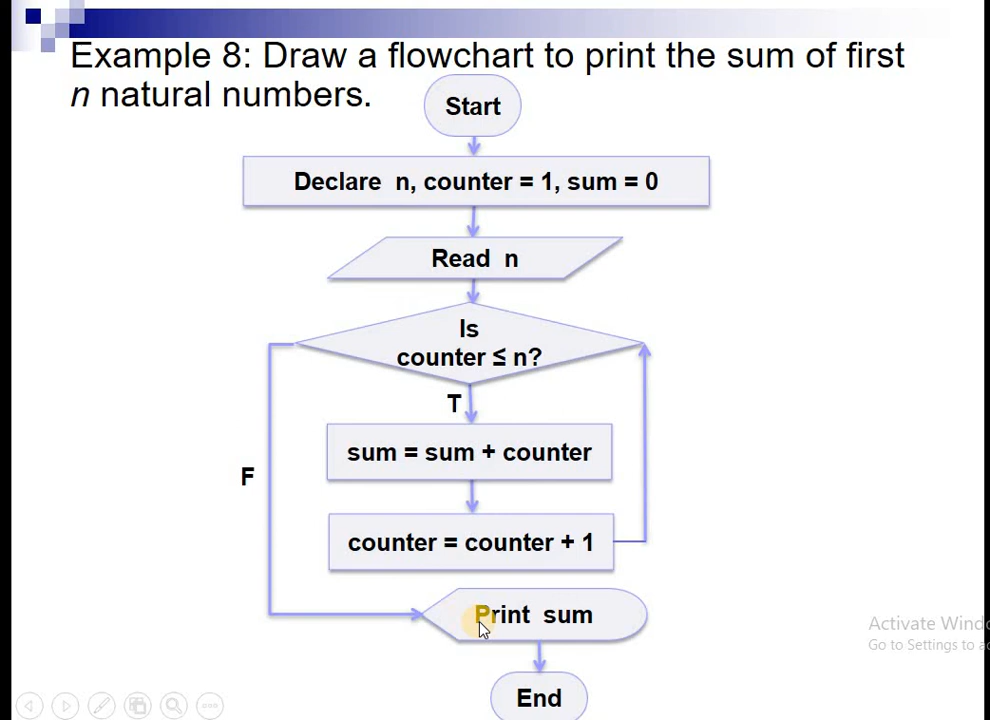 Example 8: Draw a flowchart to print the sum of first
n natural numbers.
Start
Declare n, counter = 1, sum = 0
Read n
Is
counter ≤ n?
T
sum = sum + counter
F
counter = counter + 1
Print sum
End
Activate Windo
Go to Settings to a